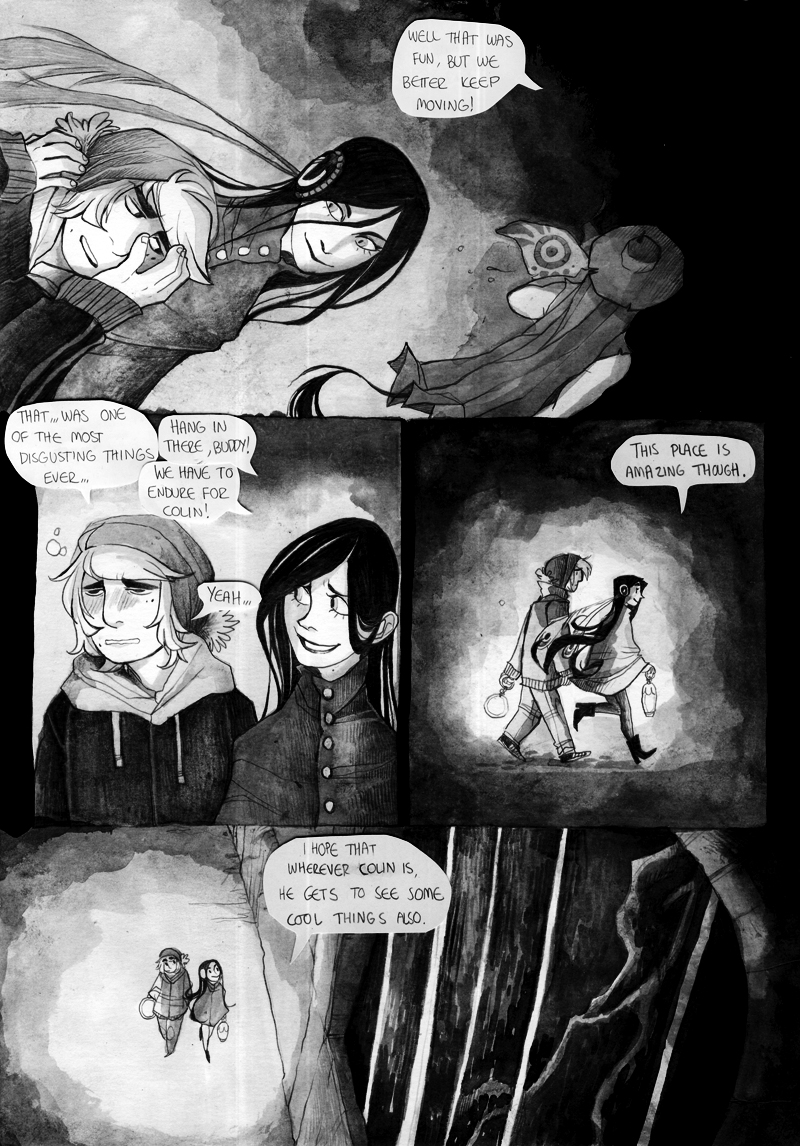 WELL THAT WAS
FUN, BUT WE
BETTER KEEP
MOVING!
THAT... WAS ONE
OF THE MOST
DISGUSTING THINGS
EVER...
HANG IN
THERE, BUDDY!
WE HAVE TO
ENDURE FOR
COLIN!
YEAH...
THIS PLACE IS
AMAZING THOUGH.
I HOPE THAT
WHEREVER COLIN IS,
HE GETS TO SEE SOME
COOL THINGS ALSO.